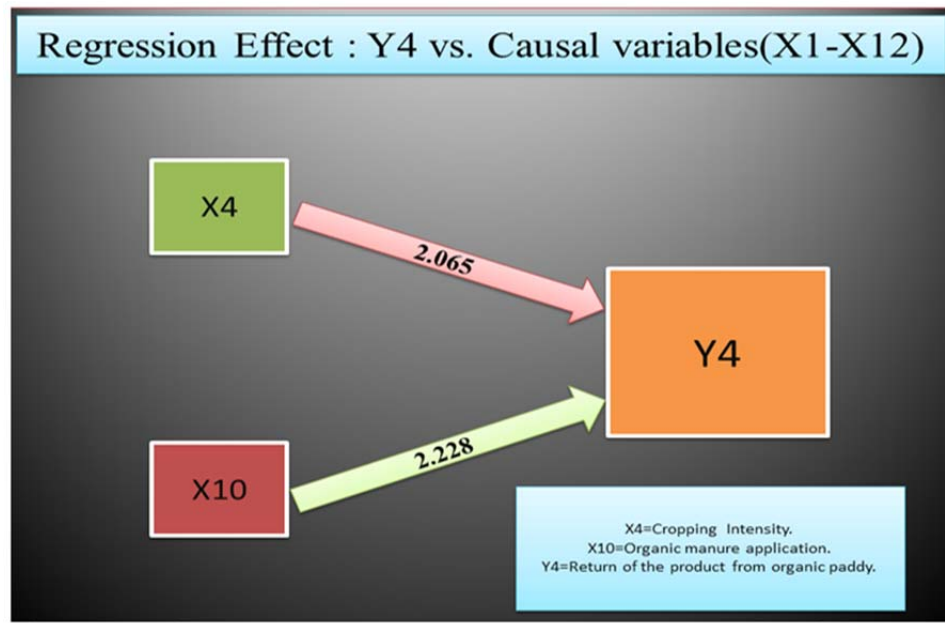 Regression Effect : Y4 vs. Causal variables(X1-X12)
X4
2.065
Y4
2.228
X10
X4=Cropping Intensity.
X10=Organic manure application.
Y4=Return of the product from organic paddy.